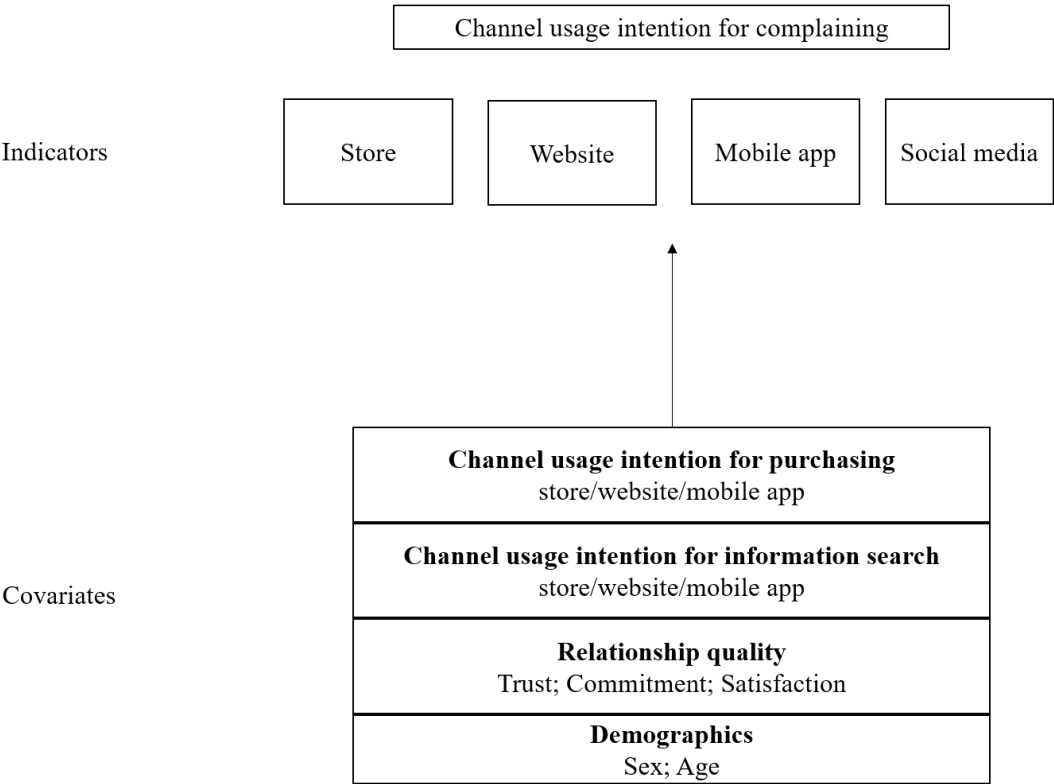 Channel usage intention for complaining
Indicators
Store
Website
Mobile app
Social media
Channel usage intention for purchasing
store/website/mobile app
Channel usage intention for information search
store/website/mobile app
Covariates
Relationship quality
Trust; Commitment; Satisfaction
Demographics
Sex; Age